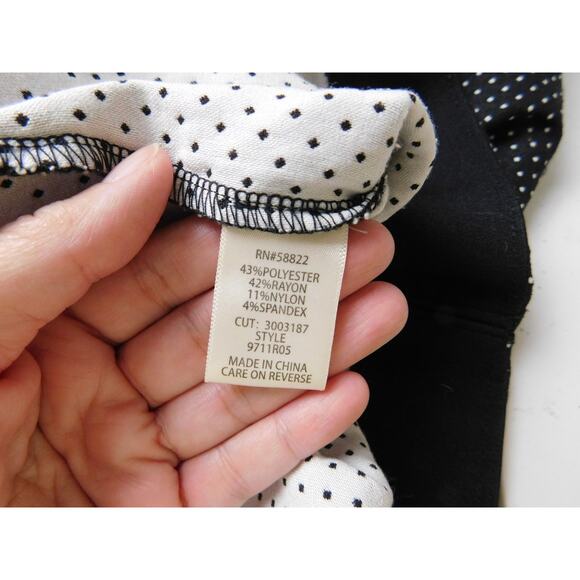 RN#58822
43%POLYESTER
42%RAYON
11%NYLON
4%SPANDEX
CUT: 3003187
STYLE
9711R05
MADE IN CHINA
CARE ON REVERSE